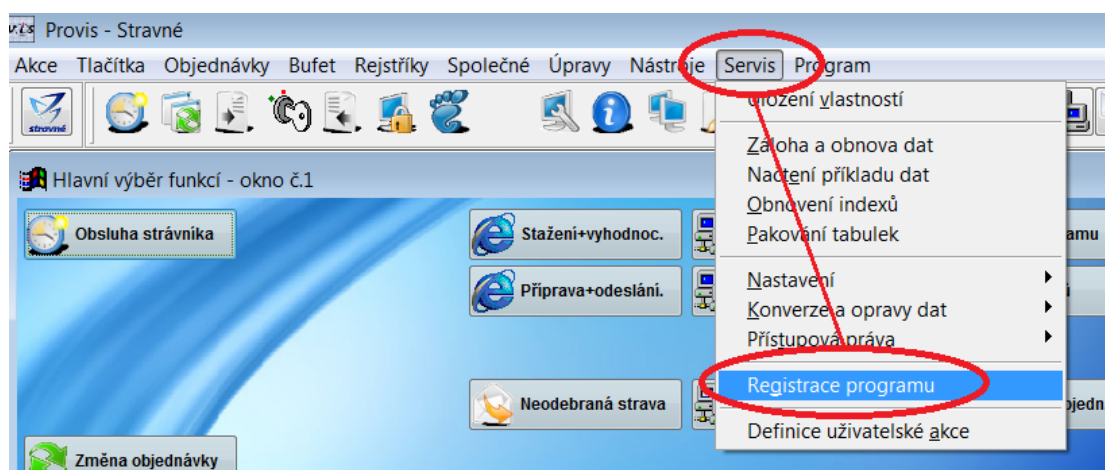 Provis - Stravné
Akce Tlačítka Objednávky Bufet Rejstříky Společné Úpravy Nástroje Servis Program
stravné
Uložení vlastností
Záloha a obnova dat
Načtení příkladu dat
Obnovení indexů
Pakování tabulek
Nastavení
Konverze a opravy dat
Přístupová práva
Registrace programu
Definice uživatelské akce
Hlavní výběr funkcí - okno č.1
Obsluha strávníka
Stažení+vyhodnoc.
Příprava+odeslání.
Neodebraná strava
Změna objednávky